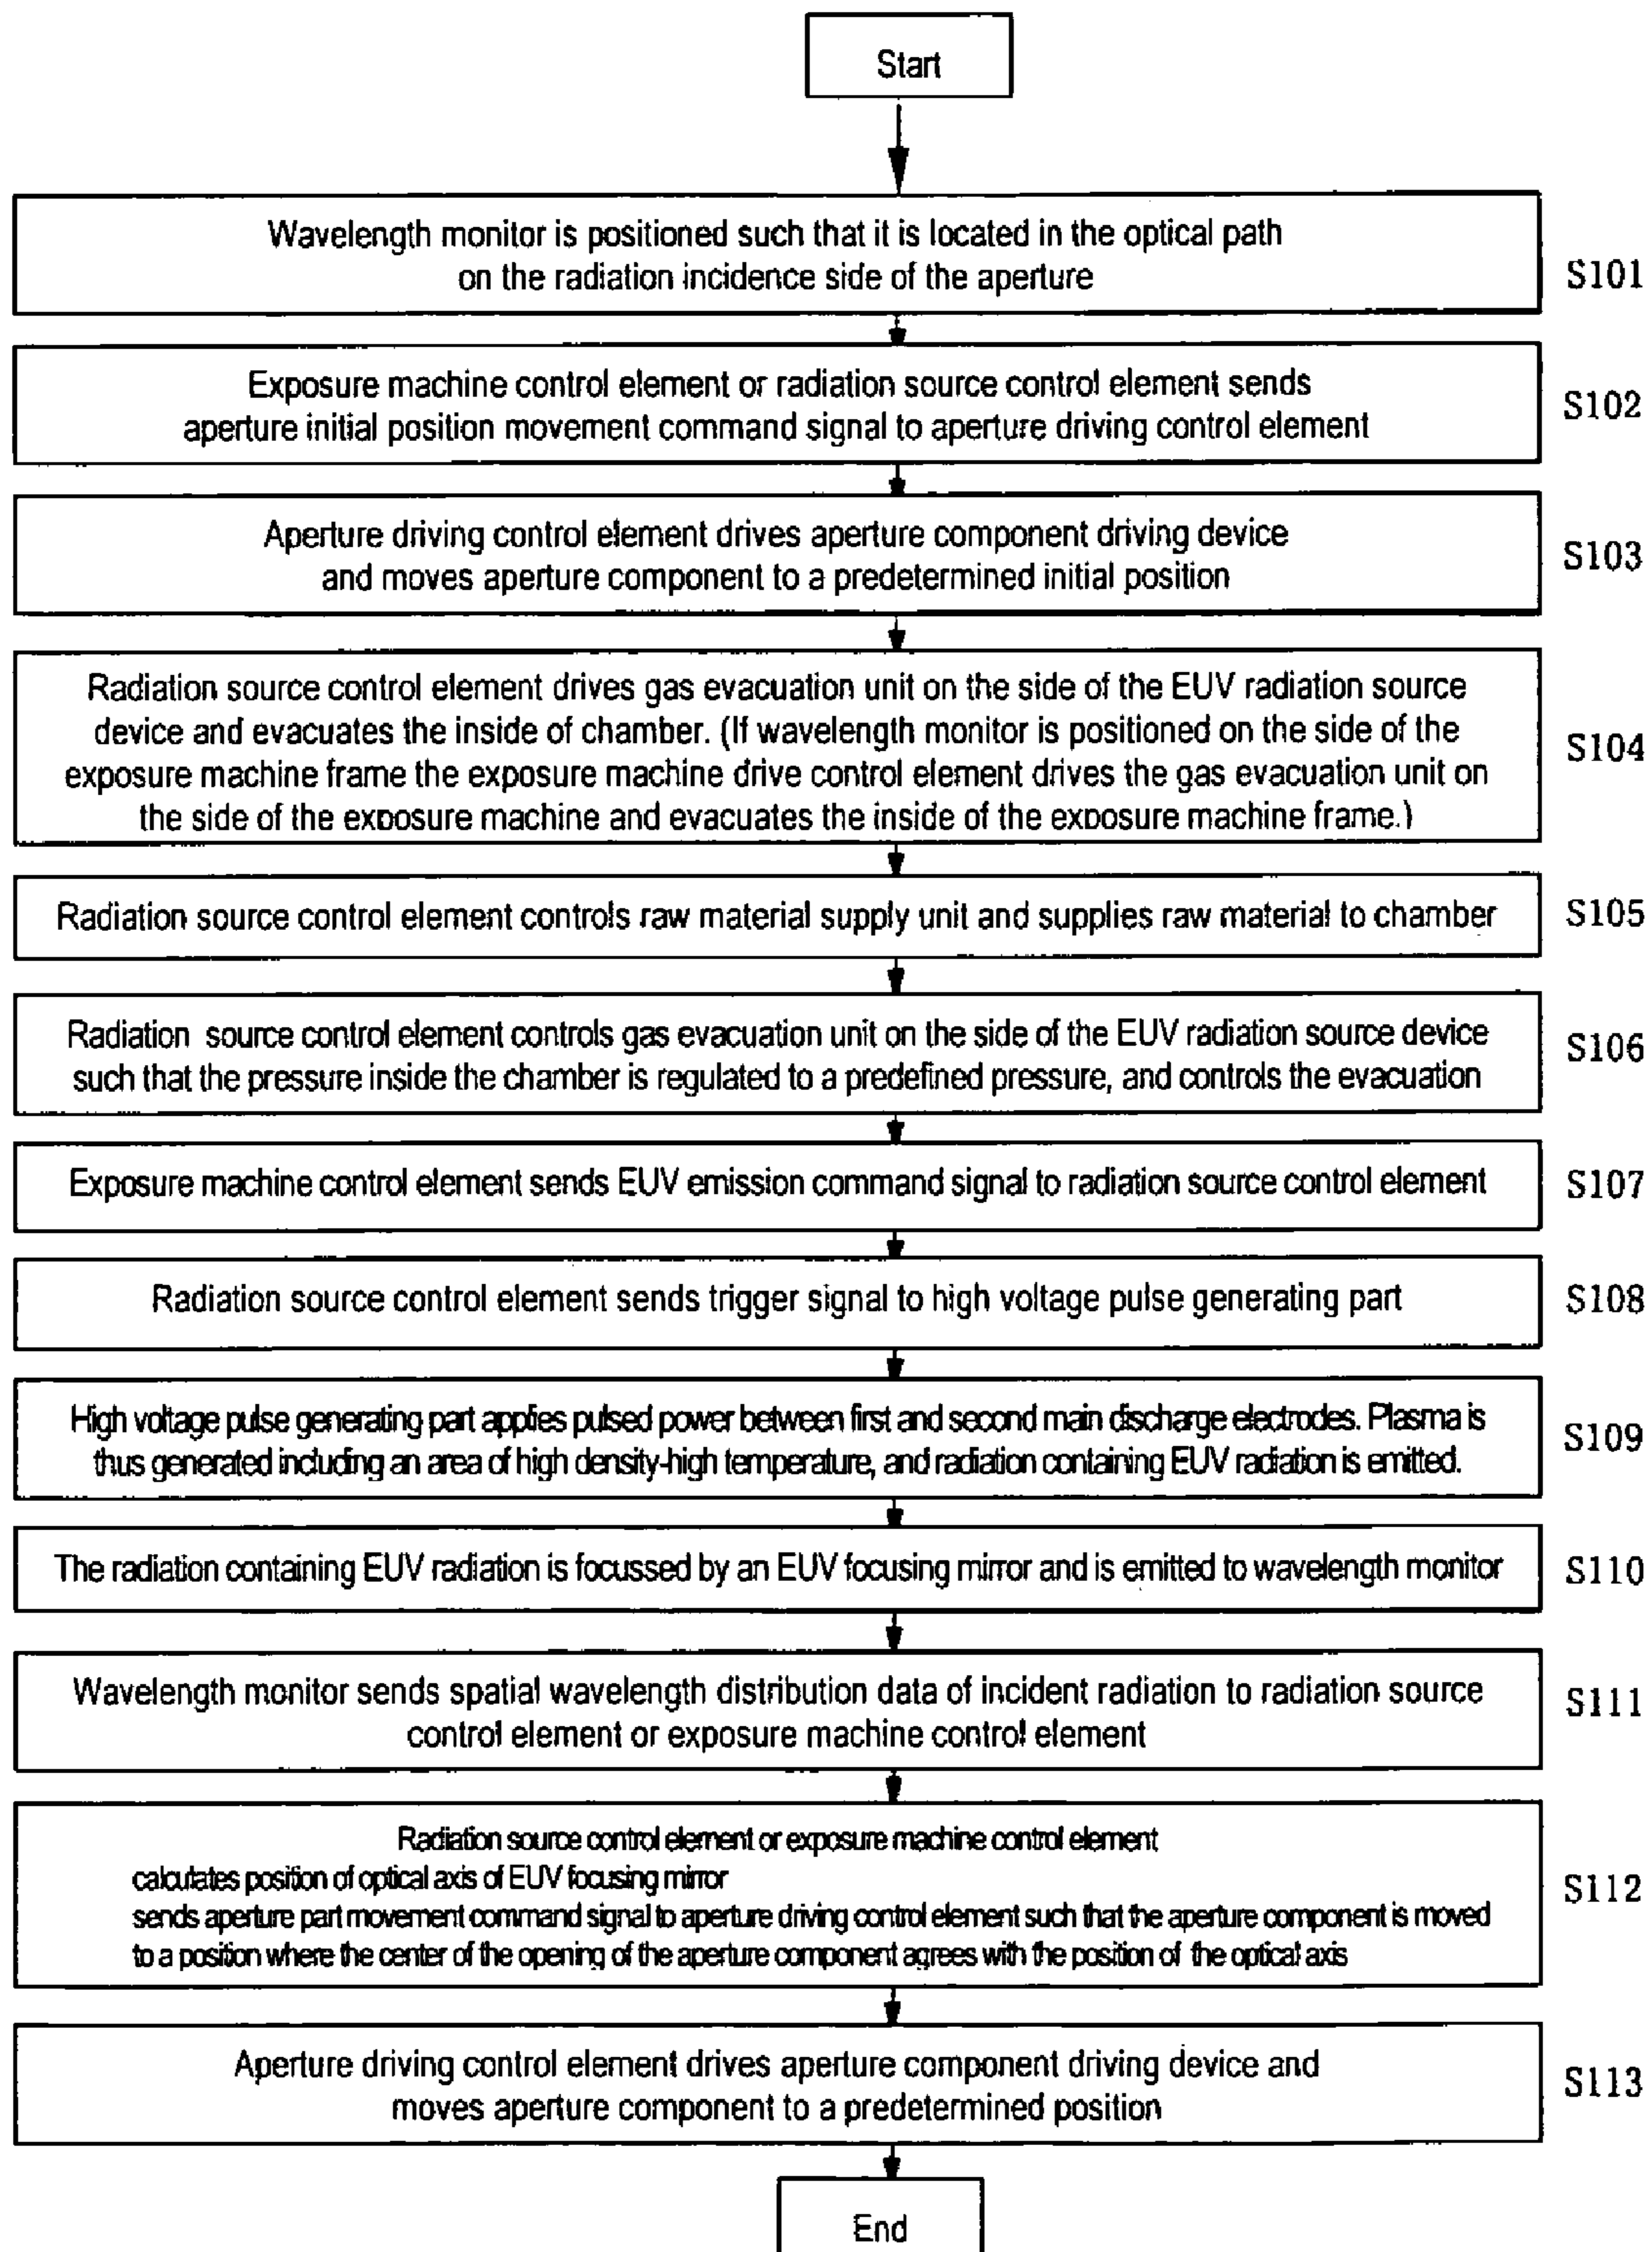 Start
Wavelength monitor is positioned such that it is located in the optical path
on the radiation incidence side of the aperture
S101
Exposure machine control element or radiation source control element sends
aperture initial position movement command signal to aperture driving control element
S102
Aperture driving control element drives aperture component driving device
and moves aperture component to a predetermined initial position
S103
Radiation source control element drives gas evacuation unit on the side of the EUV radiation source
device and evacuates the inside of chamber. (If wavelength monitor is positioned on the side of the
exposure machine frame the exposure machine drive control element drives the gas evacuation unit on
the side of the exposure machine and evacuates the inside of the exposure machine frame.)
S104
Radiation source control element controls raw material supply unit and supplies raw material to chamber
S105
Radiation source control element controls gas evacuation unit on the side of the EUV radiation source device
such that the pressure inside the chamber is regulated to a predefined pressure, and controls the evacuation
S106
Exposure machine control element sends EUV emission command signal to radiation source control element
S107
Radiation source control element sends trigger signal to high voltage pulse generating part
S108
High voltage pulse generating part applies pulsed power between first and second main discharge electrodes. Plasma is
thus generated including an area of high density-high temperature, and radiation containing EUV radiation is emitted.
S109
The radiation containing EUV radiation is focussed by an EUV focusing mirror and is emitted to wavelength monitor
S110
Wavelength monitor sends spatial wavelength distribution data of incident radiation to radiation source
control element or exposure machine control element
S111
Radiation source control element or exposure machine control element
calculates position of optical axis of EUV focusing mirror
sends aperture part movement command signal to aperture driving control element such that the aperture component is moved
to a position where the center of the opening of the aperture component agrees with the position of the optical axis
S112
Aperture driving control element drives aperture component driving device and
moves aperture component to a predetermined position
S113
End